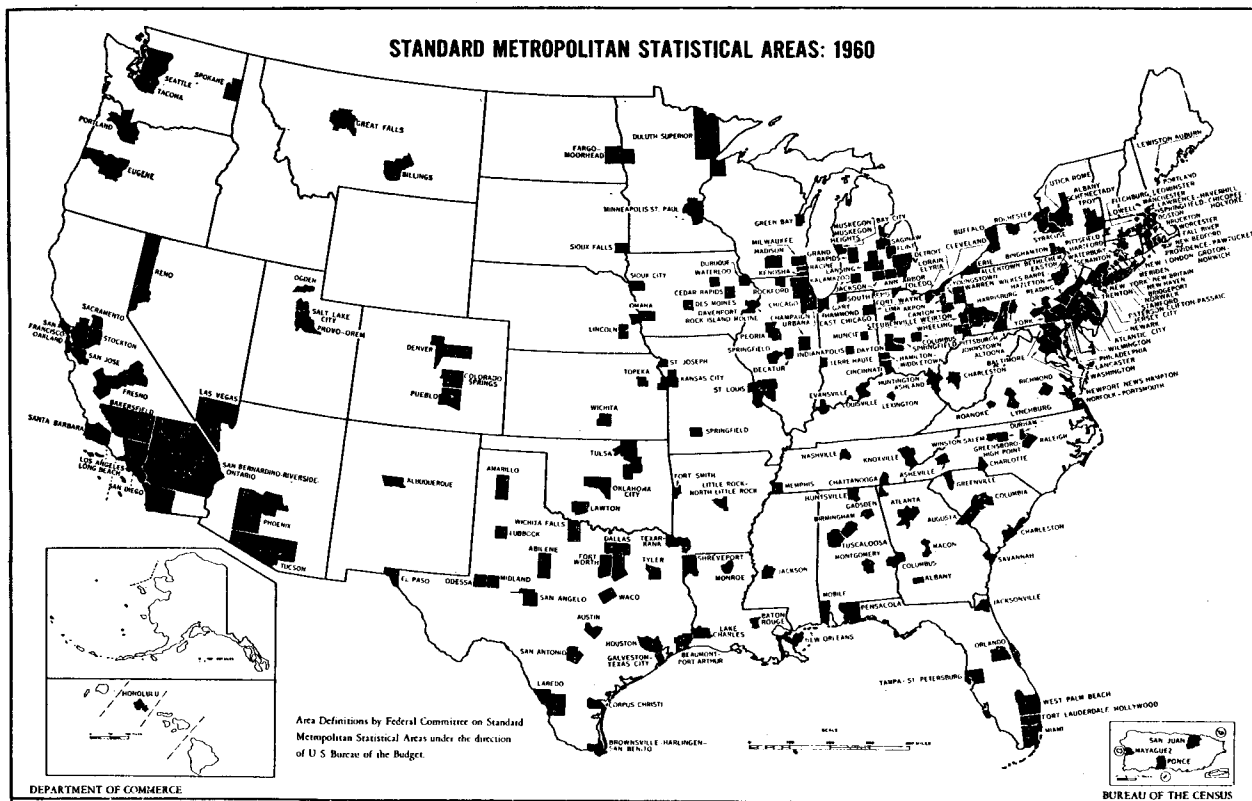 STANDARD METROPOLITAN STATISTICAL AREAS: 1960
SEATTLE
TACOMA
SPOKANE
PORTLAND
EUGENE
GREAT FALLS
BILLINGS
FARGO-
MOORHEAD
DULUTH SUPERIOR
MINNEAPOLIS ST. PAUL
SIOUX FALLS
SIOUX CITY
OMAHA
LINCOLN
DUBUQUE
WATERLOO
CEDAR RAPIDS
DES MOINES
DAVENPORT
ROCK ISLAND MOLINE
GREEN BAY
MILWAUKEE
MADISON
KENOSHA
RACINE
ROCKFORD
CHICAGO
CHAMPAIGN
URBANA
PEORIA
SPRINGFIELD
DECATUR
MUSKEGON
MUSKEGON
HEIGHTS
BAY CITY
SAGINAW
FLINT
GRAND
RAPIDS
LANSING
KALAMAZOO
JACKSON
ANN ARBOR
DETROIT
TOLEDO
LORAIN
ELYRIA
CLEVELAND
SOUTH BEND
GARY
HAMMOND
EAST CHICAGO
FORT WAYNE
LIMA
AKRON
CANTON
YOUNGSTOWN
WARREN
STEUBENVILLE WEIRTON
WHEELING
MUNCIE
INDIANAPOLIS
TERRE HAUTE
DAYTON
SPRINGFIELD
COLUMBUS
HAMILTON-
MIDDLETOWN
CINCINNATI
PITTSBURGH
JOHNSTOWN
ALTOONA
ERIE
BUFFALO
ROCHESTER
SYRACUSE
UTICA ROME
ALBANY
SCHENECTADY
TROY
BINGHAMTON
SCRANTON
WILKES BARRE
HAZLETON
ALLENTOWN BETHLEHEM
EASTON
READING
HARRISBURG
YORK
LANCASTER
LEWISTON AUBURN
PORTLAND
FITCHBURG LEOMINSTER
MANCHESTER
LOWELL
LAWRENCE-HAVERHILL
SPRINGFIELD-CHICOPEE-
HOLYOKE
BOSTON
BROCKTON
WORCESTER
FALL RIVER
NEW BEDFORD
PROVIDENCE-PAWTUCKET
PITTSFIELD
HARTFORD
WATERBURY
NEW LONDON GROTON
NORWICH
MERIDEN
NEW BRITAIN
NEW HAVEN
BRIDGEPORT
NORWALK
NEW YORK
PATERSON CLIFTON-PASSAIC
JERSEY CITY
NEWARK
TRENTON
ATLANTIC CITY
WILMINGTON
PHILADELPHIA
BALTIMORE
WASHINGTON
NEWPORT NEWS HAMPTON
NORFOLK-PORTSMOUTH
RICHMOND
LYNCHBURG
ROANOKE
CHARLESTON
HUNTINGTON
ASHLAND
LEXINGTON
LOUISVILLE
EVANSVILLE
RENO
SACRAMENTO
SAN
FRANCISCO
OAKLAND
STOCKTON
SAN JOSE
FRESNO
BAKERSFIELD
SANTA BARBARA
LOS ANGELES-
LONG BEACH
SAN DIEGO
SAN BERNARDINO-RIVERSIDE-
ONTARIO
LAS VEGAS
OGDEN
SALT LAKE
CITY
PROVO-OREM
DENVER
COLORADO
SPRINGS
PUEBLO
PHOENIX
TUCSON
ALBUQUERQUE
EL PASO
TOPEKA
ST JOSEPH
KANSAS CITY
WICHITA
ST LOUIS
SPRINGFIELD
TULSA
OKLAHOMA
CITY
LAWTON
AMARILLO
LUBBOCK
WICHITA FALLS
ABILENE
FORT
WORTH
DALLAS
TEXAR-
KANA
TYLER
ODESSA
MIDLAND
SAN ANGELO
WACO
AUSTIN
SAN ANTONIO
HOUSTON
GALVESTON-
TEXAS CITY
BEAUMONT-
PORT ARTHUR
LAREDO
CORPUS CHRISTI
BROWNSVILLE-HARLINGEN-
SAN BENITO
FORT SMITH
LITTLE ROCK-
NORTH LITTLE ROCK
SHREVEPORT
MONROE
LAKE
CHARLES
BATON
ROUGE
NEW ORLEANS
JACKSON
MEMPHIS
NASHVILLE
KNOXVILLE
CHATTANOOGA
HUNTSVILLE
GADSDEN
BIRMINGHAM
TUSCALOOSA
MONTGOMERY
MOBILE
PENSACOLA
ATLANTA
AUGUSTA
MACON
COLUMBUS
ALBANY
SAVANNAH
ASHEVILLE
WINSTON SALEM
GREENSBORO-
HIGH POINT
DURHAM
RALEIGH
CHARLOTTE
GREENVILLE
COLUMBIA
CHARLESTON
JACKSONVILLE
ORLANDO
TAMPA-ST PETERSBURG
WEST PALM BEACH
FORT LAUDERDALE HOLLYWOOD
MIAMI
HONOLULU
SAN JUAN
MAYAGUEZ
PONCE
SCALE
Area Definitions by Federal Committee on Standard
Metropolitan Statistical Areas under the direction
of U S Bureau of the Budget.
DEPARTMENT OF COMMERCE
BUREAU OF THE CENSUS